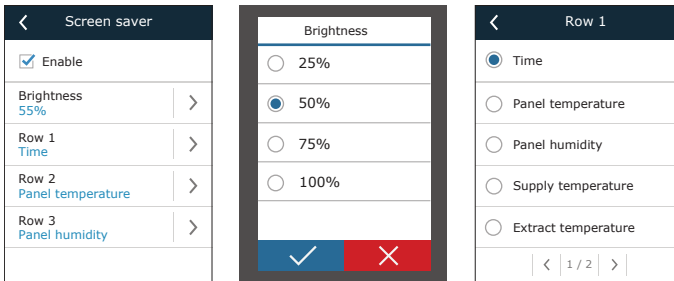 Screen saver
Enable
Brightness
55%
Row 1
Time
Row 2
Panel temperature
Row 3
Panel humidity
Brightness
25%
50%
75%
100%
Row 1
Time
Panel temperature
Panel humidity
Supply temperature
Extract temperature
1 / 2